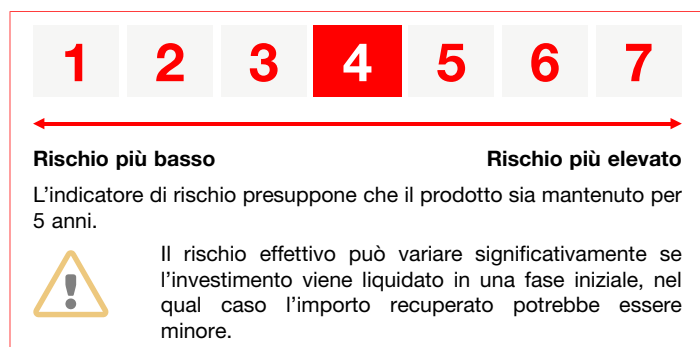 1 2 3 4 5 6 7
Rischio più basso Rischio più elevato
L'indicatore di rischio presuppone che il prodotto sia mantenuto per
5 anni.
Il rischio effettivo può variare significativamente se
l'investimento viene liquidato in una fase iniziale, nel
qual caso l'importo recuperato potrebbe essere
minore.